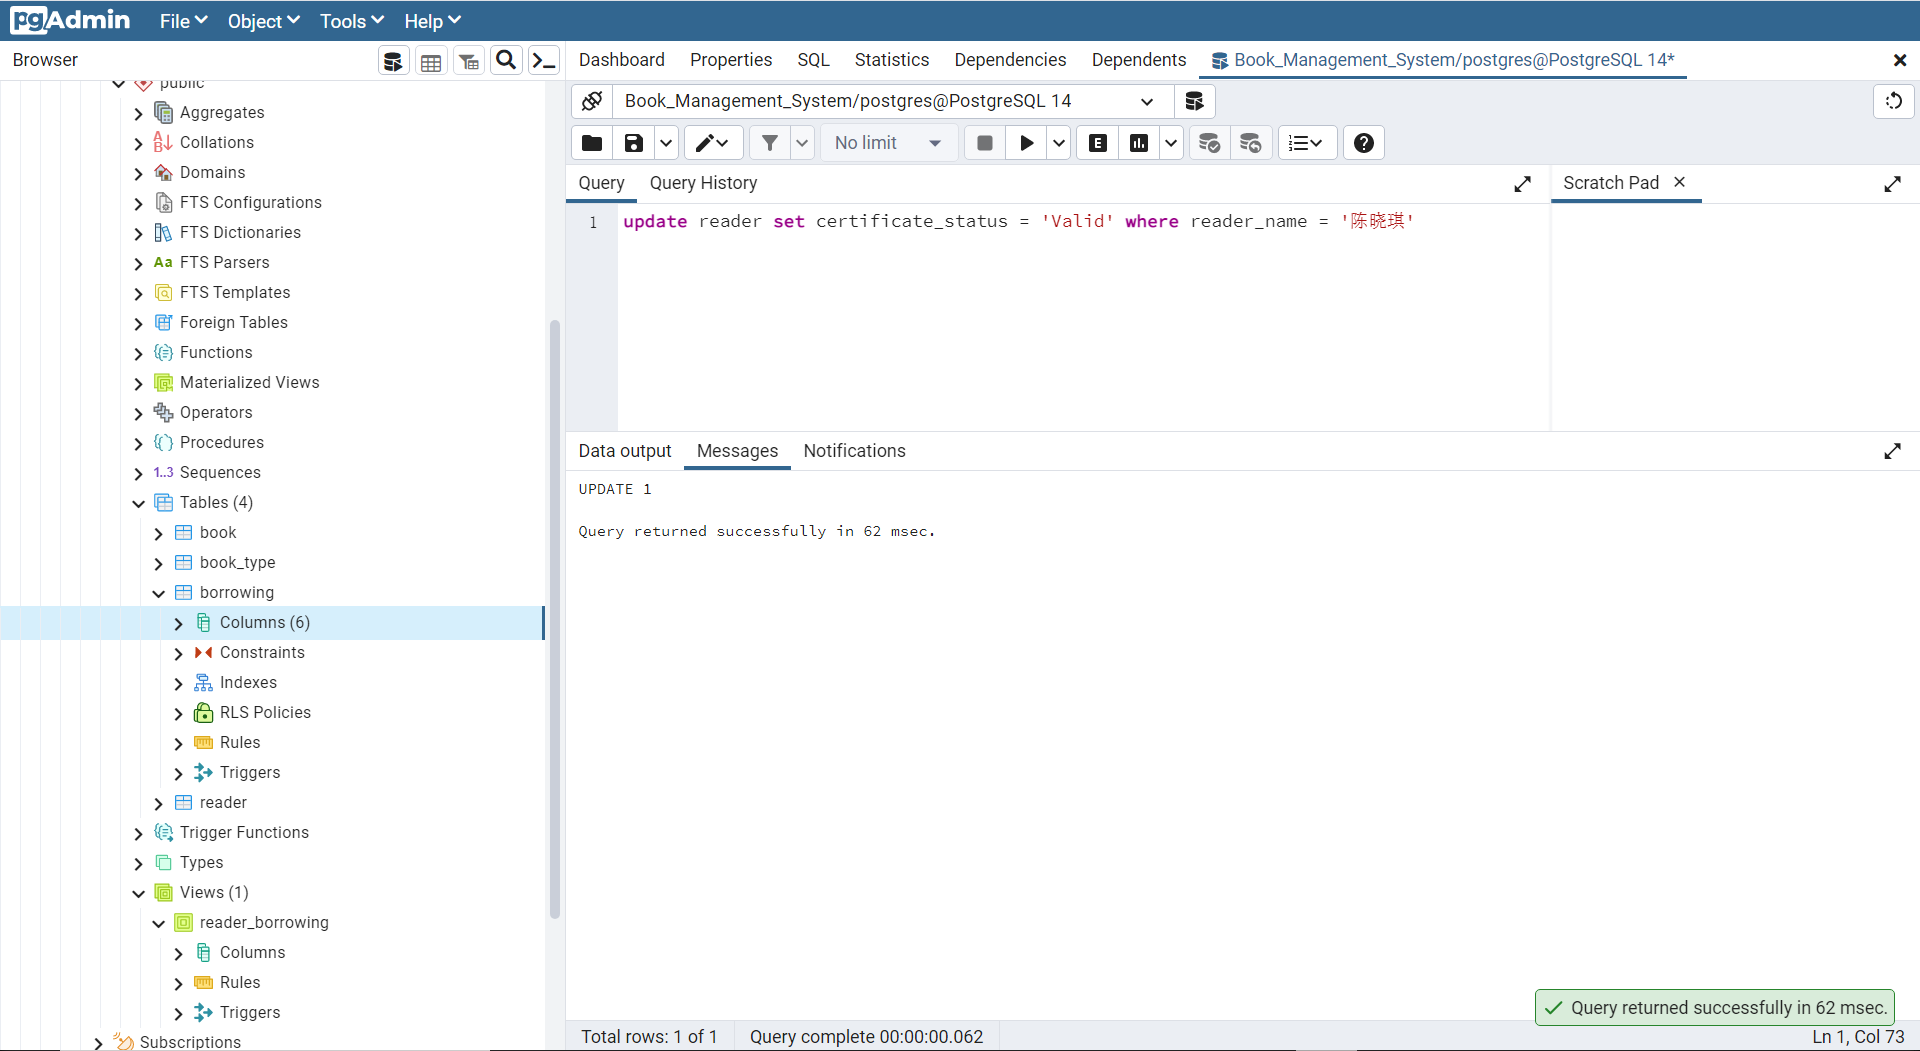 pgAdmin File Object Tools Help
Browser
Dashboard Properties SQL Statistics Dependencies Dependents Book_Management_System/postgres@PostgreSQL 14*
public
Aggregates
Collations
Domains
FTS Configurations
FTS Dictionaries
Aa FTS Parsers
FTS Templates
Foreign Tables
Functions
Materialized Views
Operators
Procedures
1..3 Sequences
Tables (4)
book
book_type
borrowing
Columns (6)
Constraints
Indexes
RLS Policies
Rules
Triggers
reader
Trigger Functions
Types
Views (1)
reader_borrowing
Columns
Rules
Triggers
Subscriptions
Book_Management_System/postgres@PostgreSQL 14
No limit E
Query Query History
Scratch Pad
1 update reader set certificate_status = 'Valid' where reader_name = '陈晓琪'
Data output Messages Notifications
UPDATE 1
Query returned successfully in 62 msec.
Query returned successfully in 62 msec.
Total rows: 1 of 1 Query complete 00:00:00.062 Ln 1, Col 73